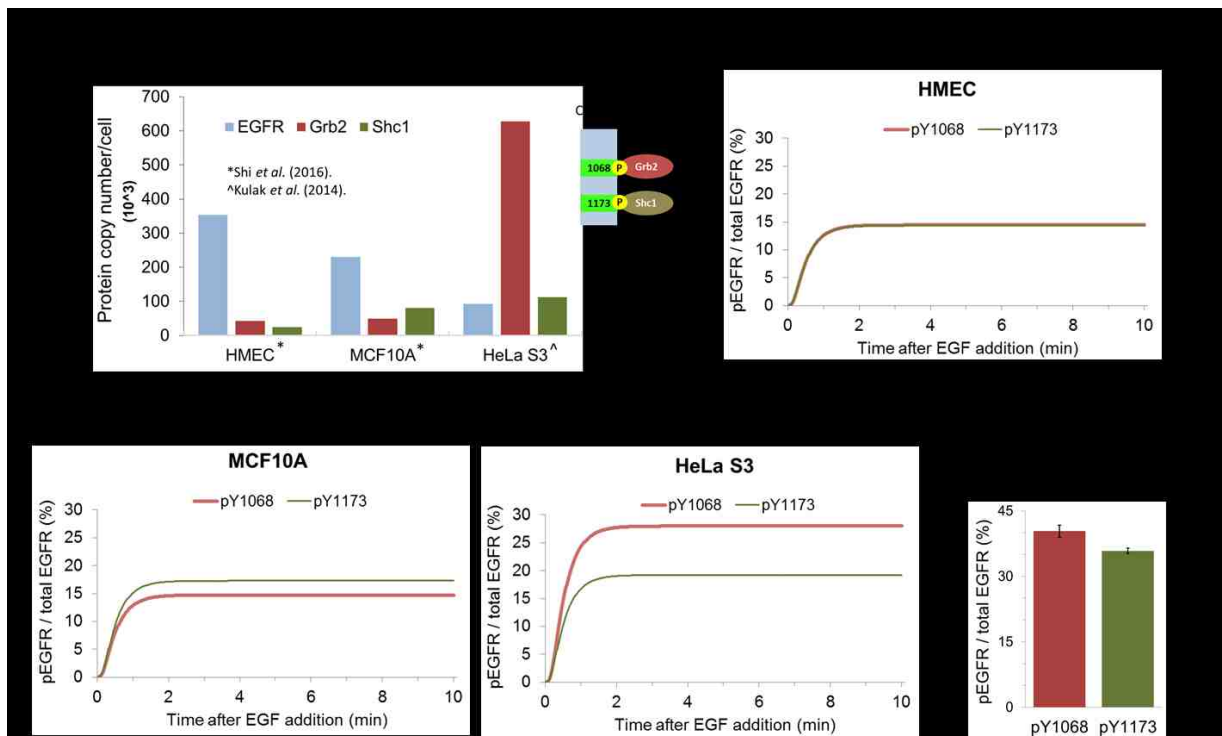 700
600
500
400
300
200
100
0
Protein copy number/cell
(10^3)
EGFR Grb2 Shc1
*Shi et al. (2016).
^Kulak et al. (2014).
HMEC* MCF10A* HeLa S3^
1068 P Grb2
1173 P Shc1
HMEC
pY1068 pY1173
30
25
20
15
10
5
0
pEGFR / total EGFR (%)
0 2 4 6 8 10
Time after EGF addition (min)
MCF10A
pY1068 pY1173
30
25
20
15
10
5
0
pEGFR / total EGFR (%)
0 2 4 6 8 10
Time after EGF addition (min)
HeLa S3
pY1068 pY1173
30
25
20
15
10
5
0
pEGFR / total EGFR (%)
0 2 4 6 8 10
Time after EGF addition (min)
45
30
15
0
pEGFR / total EGFR (%)
pY1068 pY1173